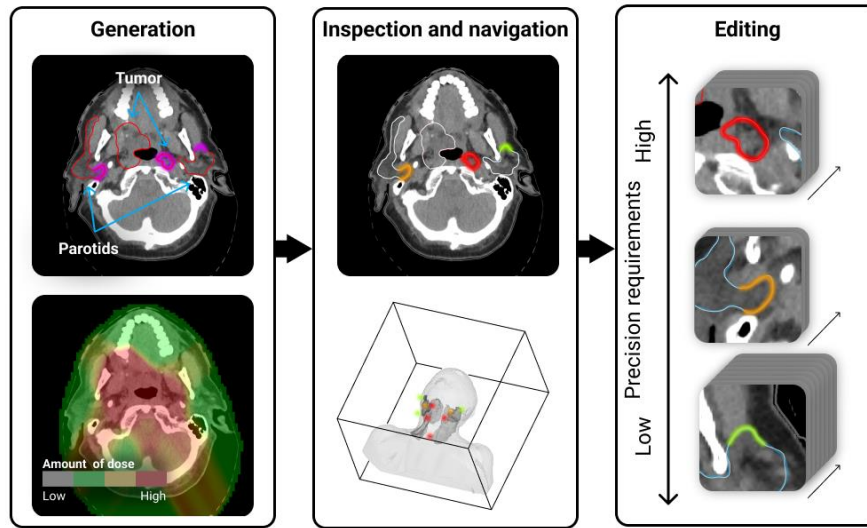 Generation
Tumor
Parotids
Amount of dose
Low
High
Inspection and navigation
Editing
High
Precision requirements
Low